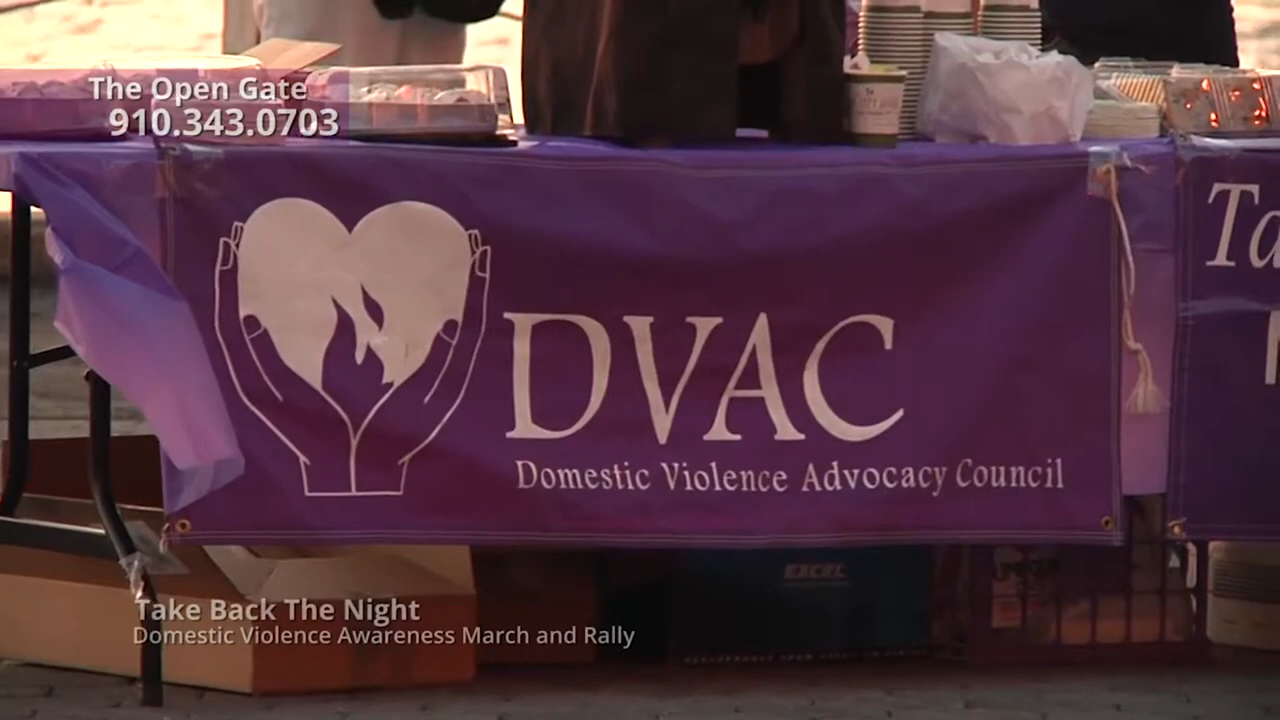 The Open Gate
910.343.0703
Ta
DVAC
Domestic Violence Advocacy Council
EXCEL
Take Back The Night
Domestic Violence Awareness March and Rally